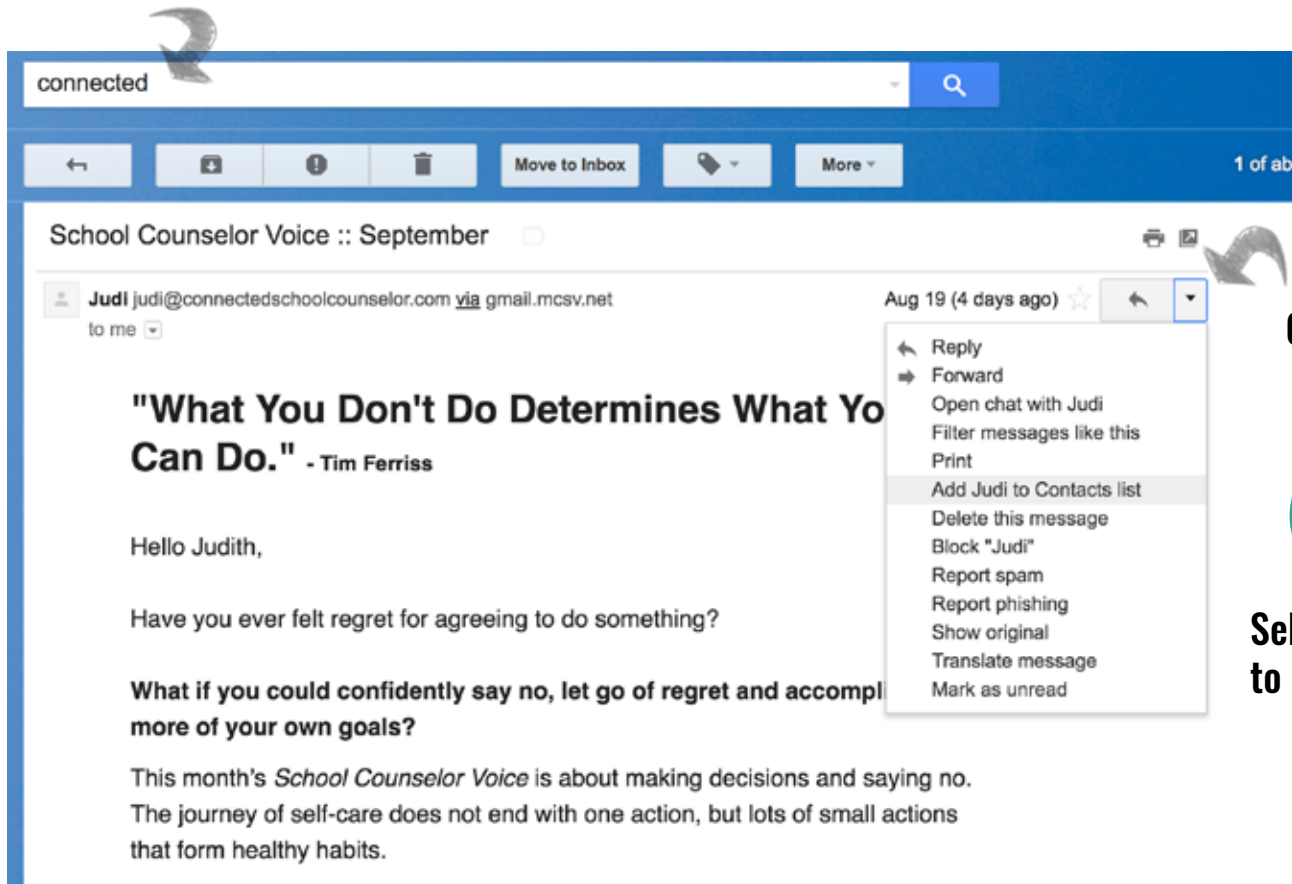 connected
Move to Inbox
More
1 of ab
School Counselor Voice :: September
Judi judi@connectedschoolcounselor.com via gmail.mcsv.net
Aug 19 (4 days ago)
to me
Reply
Forward
Open chat with Judi
Filter messages like this
Print
Add Judi to Contacts list
Delete this message
Block "Judi"
Report spam
Report phishing
Show original
Translate message
Mark as unread
"What You Don't Do Determines What Yo
Can Do." - Tim Ferriss
Hello Judith,
Have you ever felt regret for agreeing to do something?
What if you could confidently say no, let go of regret and accompli
more of your own goals?
This month's School Counselor Voice is about making decisions and saying no.
The journey of self-care does not end with one action, but lots of small actions
that form healthy habits.
Sel
to